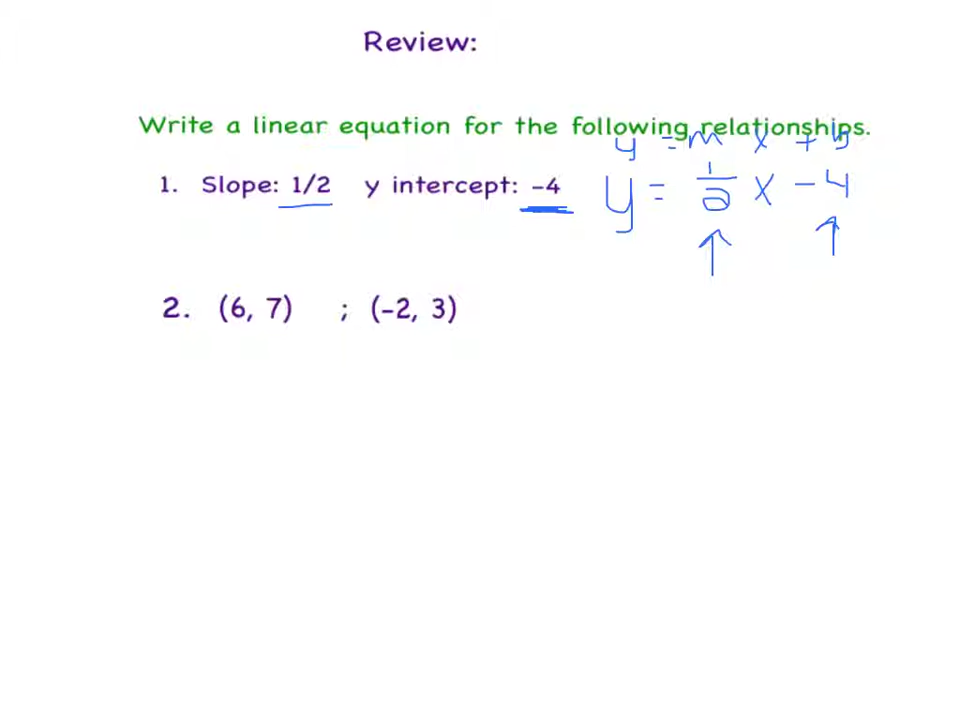 Review:
Write a linear equation for the following relationships.
y = m x + b
1. Slope: 1/2 y intercept: -4 y = 1/2 x - 4
2. (6, 7) ; (-2, 3)